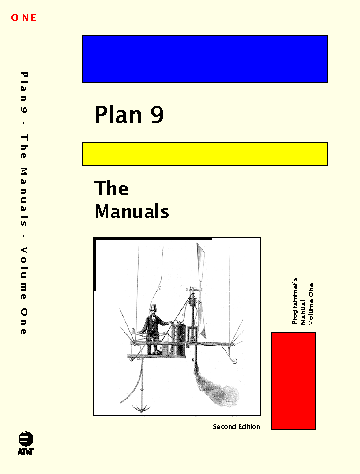 ONE
Plan 9 - The Manuals - Volume One
AT&T
Plan 9
The
Manuals
Programmer's
Manual
Volume One
Second Edition